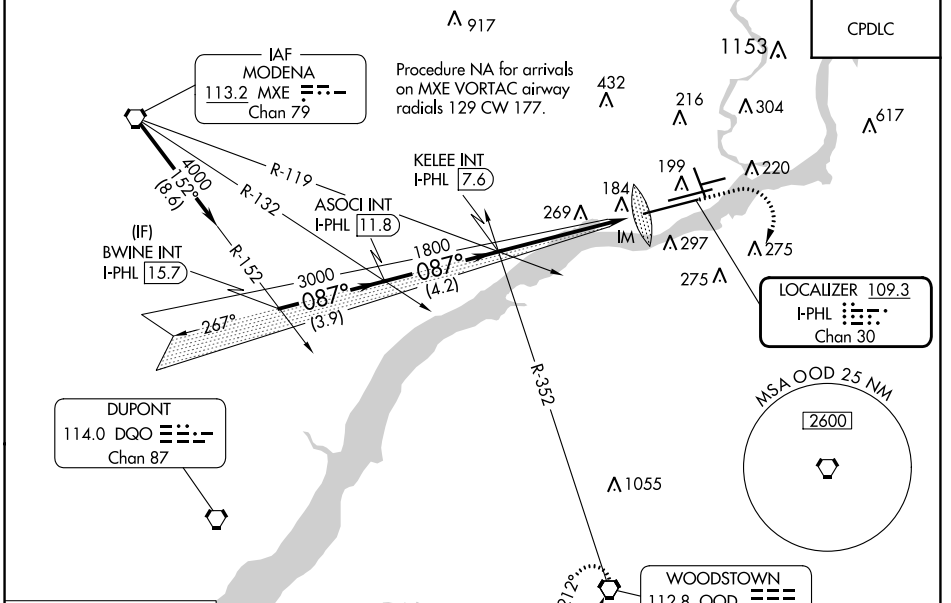 917
CPDLC
IAF
MODENA
113.2 MXE
Chan 79
Procedure NA for arrivals
on MXE VORTAC airway
radials 129 CW 177.
1153
432
216
304
617
KELEE INT
I-PHL 7.6
199
220
4000
152°
(8.6)
R-119
R-132
R-152
ASOCI INT
I-PHL 11.8
184
269
IM
297
275
275
(IF)
BWINE INT
I-PHL 15.7
3000
087°
(3.9)
1800
087°
(4.2)
267°
LOCALIZER 109.3
I-PHL
Chan 30
R-352
MSA OOD 25 NM
2600
DUPONT
114.0 DQO
Chan 87
1055
212°
WOODSTOWN
112.8 OOD